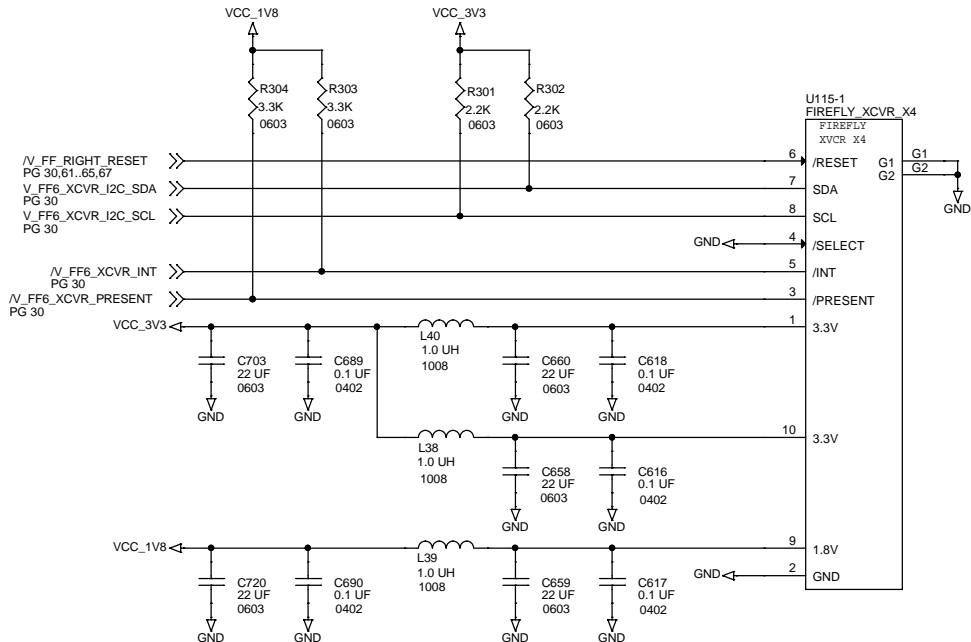 VCC_1V8
VCC_3V3
R304
3.3K
0603
R303
3.3K
0603
R301
2.2K
0603
R302
2.2K
0603
U115-1
FIREFLY_XCVR_X4
FIREFLY
XVCR X4
/V_FF_RIGHT_RESET
PG 30,61..65,67
6
/RESET
G1
G1
G2
G2
GND
V_FF6_XCVR_I2C_SDA
PG 30
7
SDA
V_FF6_XCVR_I2C_SCL
PG 30
8
SCL
GND
4
/SELECT
/V_FF6_XCVR_INT
PG 30
5
/INT
/V_FF6_XCVR_PRESENT
PG 30
3
/PRESENT
VCC_3V3
1
3.3V
L40
1.0 UH
1008
C703
22 UF
0603
GND
C689
0.1 UF
0402
GND
C660
22 UF
0603
GND
C618
0.1 UF
0402
GND
10
3.3V
L38
1.0 UH
1008
C658
22 UF
0603
GND
C616
0.1 UF
0402
GND
VCC_1V8
9
1.8V
L39
1.0 UH
1008
GND
2
GND
C720
22 UF
0603
GND
C690
0.1 UF
0402
GND
C659
22 UF
0603
GND
C617
0.1 UF
0402
GND